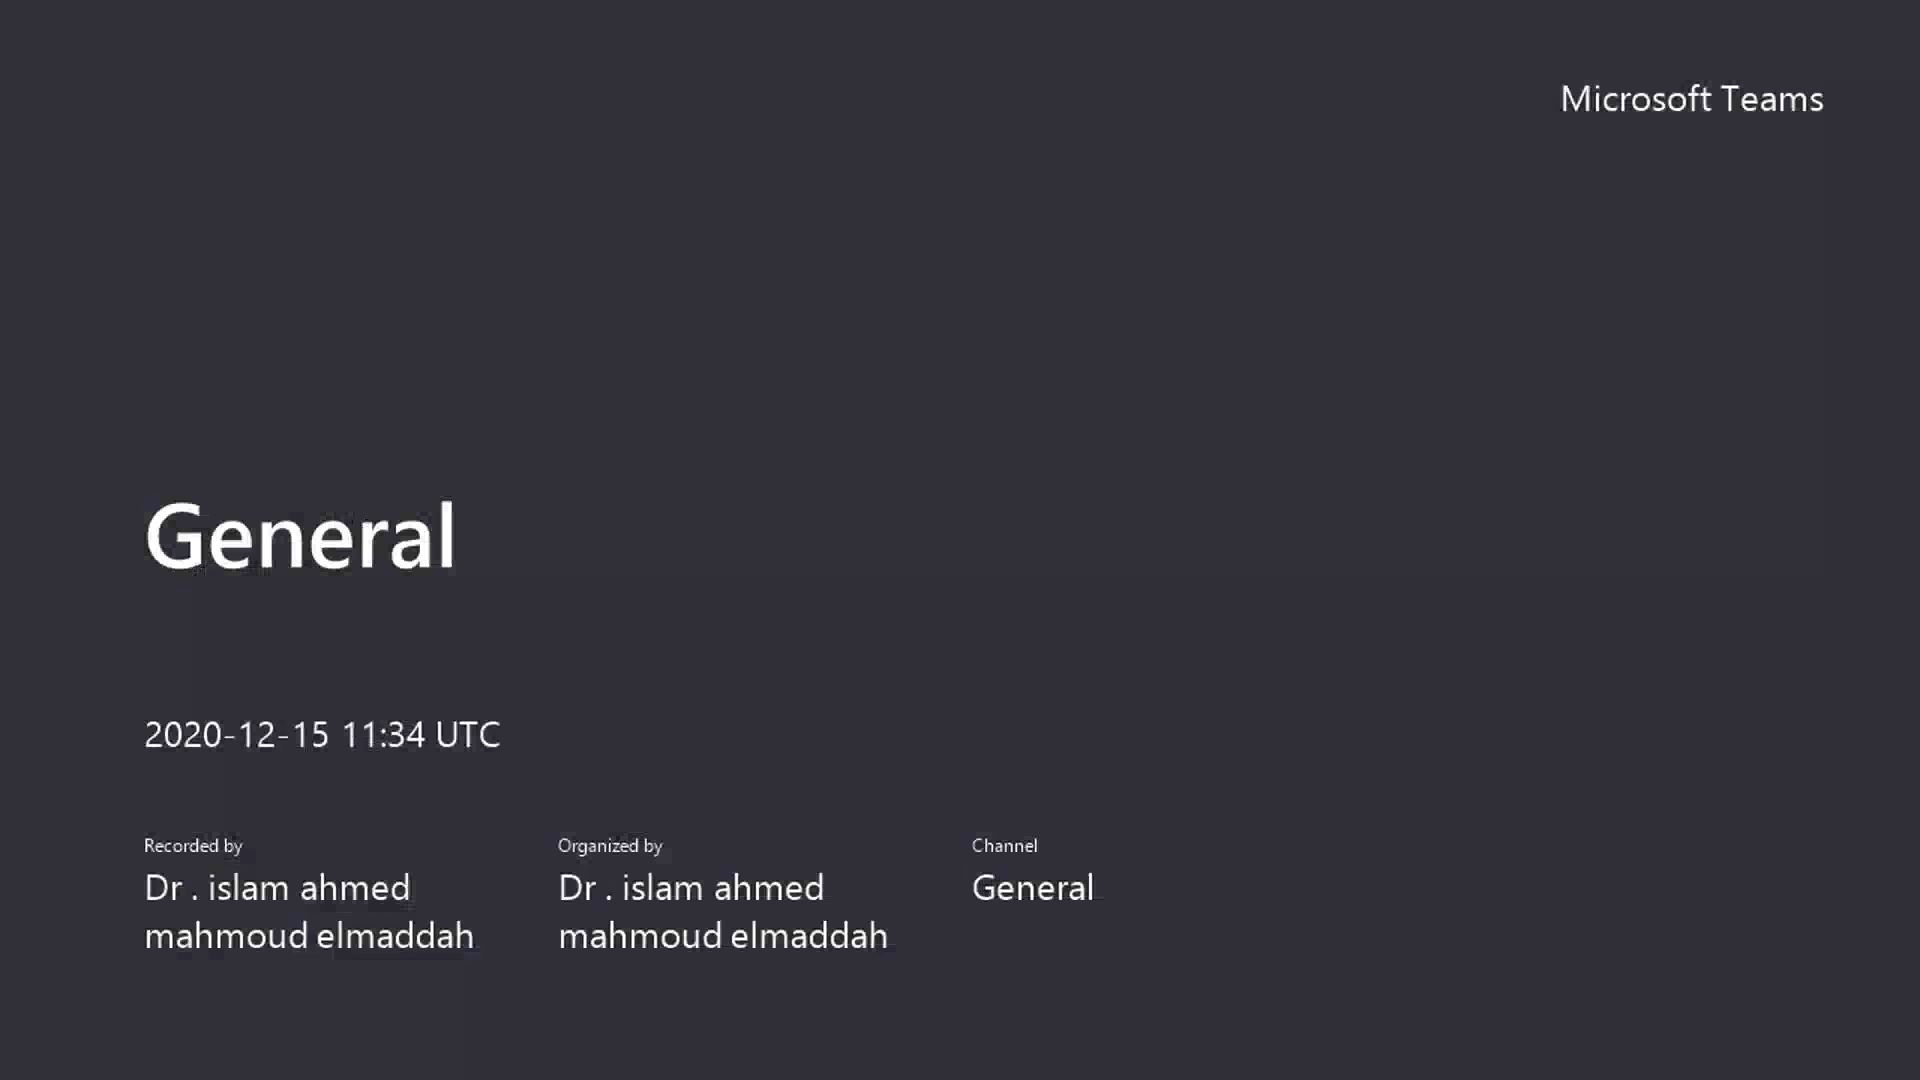 Microsoft Teams
General
2020-12-15 11:34 UTC
Recorded by
Dr . islam ahmed
mahmoud elmaddah
Organized by
Dr . islam ahmed
mahmoud elmaddah
Channel
General